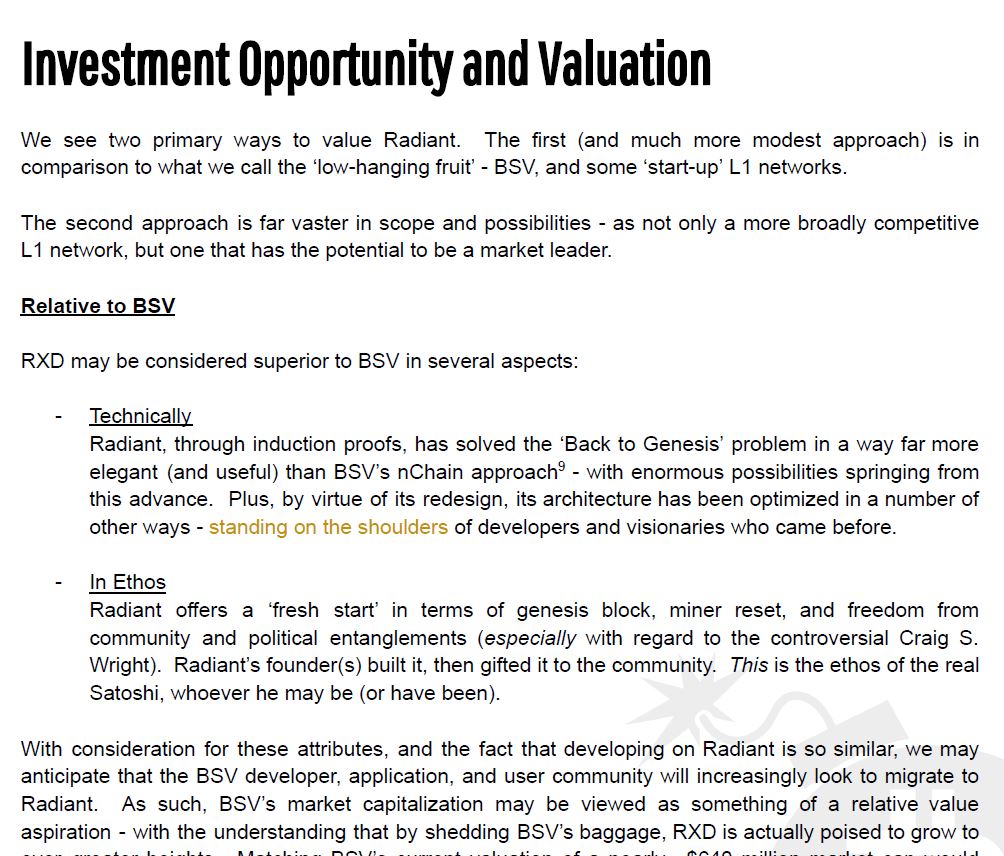 Investment Opportunity and Valuation
We see two primary ways to value Radiant. The first (and much more modest approach) is in
comparison to what we call the ‘low-hanging fruit’ - BSV, and some ‘start-up’ L1 networks.
The second approach is far vaster in scope and possibilities - as not only a more broadly competitive
L1 network, but one that has the potential to be a market leader.
Relative to BSV
RXD may be considered superior to BSV in several aspects:
- Technically
Radiant, through induction proofs, has solved the ‘Back to Genesis’ problem in a way far more
elegant (and useful) than BSV’s nChain approach⁹ - with enormous possibilities springing from
this advance. Plus, by virtue of its redesign, its architecture has been optimized in a number of
other ways - standing on the shoulders of developers and visionaries who came before.
- In Ethos
Radiant offers a ‘fresh start’ in terms of genesis block, miner reset, and freedom from
community and political entanglements (especially with regard to the controversial Craig S.
Wright). Radiant’s founder(s) built it, then gifted it to the community. This is the ethos of the real
Satoshi, whoever he may be (or have been).
With consideration for these attributes, and the fact that developing on Radiant is so similar, we may
anticipate that the BSV developer, application, and user community will increasingly look to migrate to
Radiant. As such, BSV’s market capitalization may be viewed as something of a relative value
aspiration - with the understanding that by shedding BSV’s baggage, RXD is actually poised to grow to